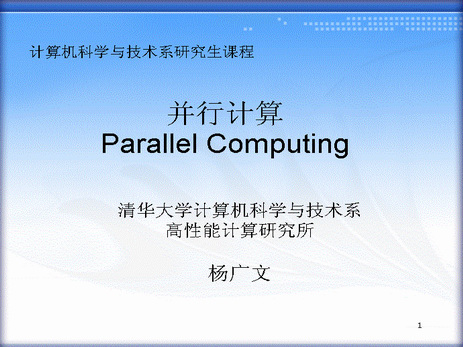 计算机科学与技术系研究生课程
并行计算
Parallel Computing
清华大学计算机科学与技术系
高性能计算研究所
杨广文
1